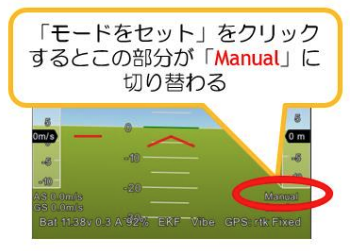 「モードをセット」をクリック
するとこの部分が「Manual」に
切り替わる
5
5
0m/s
0
0 m
-5
-10
-5
-10
-20
-10
AS 0.0m/s
Manual
GS 0.0m/s
Bat 11.38v 0.3 A 92% EKF Vibe GPS: rtk Fixed